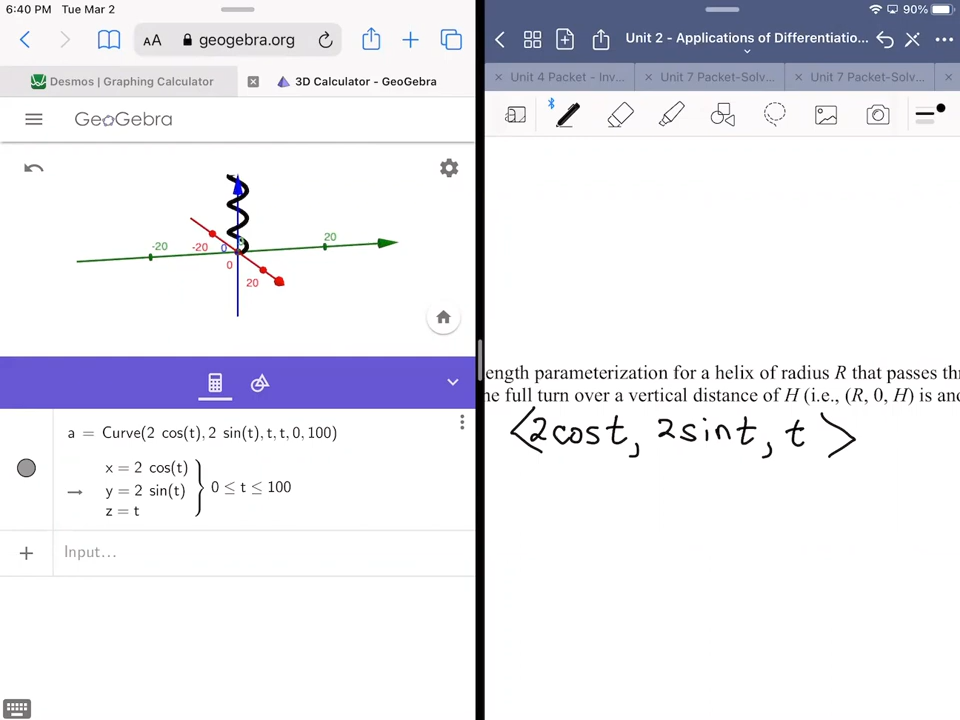 6:40 PM Tue Mar 2
90%
AA geogebra.org
Desmos | Graphing Calculator
3D Calculator - GeoGebra
GeoGebra
-20
-20
0
20
0
20
a = Curve(2 cos(t), 2 sin(t), t, t, 0, 100)
→ x = 2 cos(t)
y = 2 sin(t)
z = t
0 ≤ t ≤ 100
+ Input...
Unit 2 - Applications of Differentiatio...
Unit 4 Packet - Inv...
Unit 7 Packet-Solv...
Unit 7 Packet-Solv...
ength parameterization for a helix of radius R that passes thr
ne full turn over a vertical distance of H (i.e., (R, 0, H) is an
<2cost, 2sint, t>